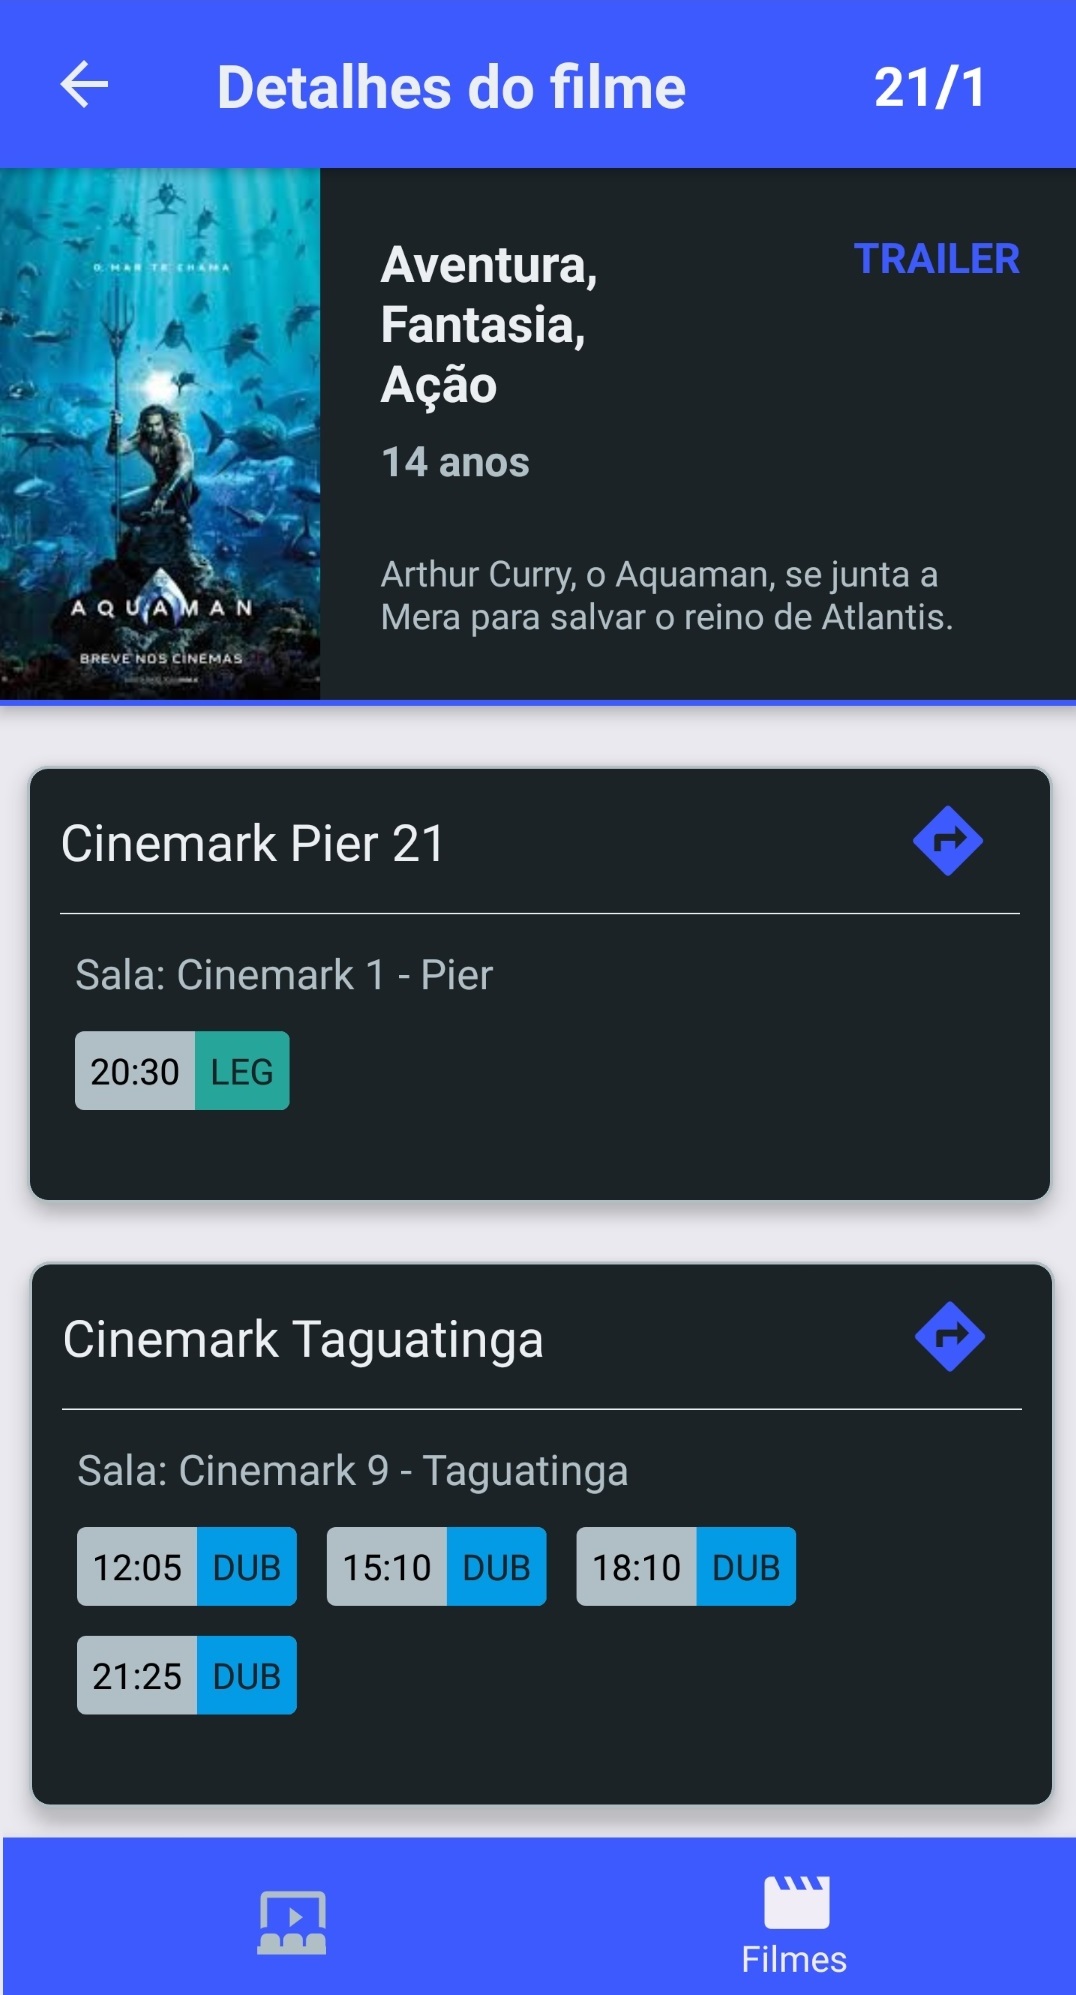 Detalhes do filme 21/1
O MAR TE CHAMA
AQUAMAN
BREVE NOS CINEMAS
Aventura,
Fantasia,
Ação
TRAILER
14 anos
Arthur Curry, o Aquaman, se junta a
Mera para salvar o reino de Atlantis.
Cinemark Pier 21
Sala: Cinemark 1 - Pier
20:30 LEG
Cinemark Taguatinga
Sala: Cinemark 9 - Taguatinga
12:05 DUB 15:10 DUB 18:10 DUB
21:25 DUB
Filmes